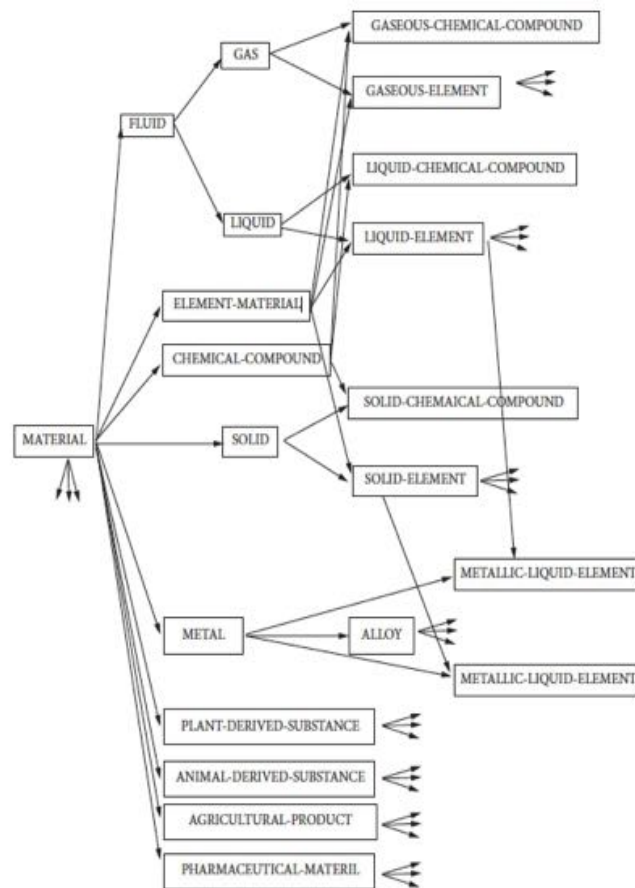 GASEOUS-CHEMICAL-COMPOUND
GAS
GASEOUS-ELEMENT
FLUID
LIQUID-CHEMICAL-COMPOUND
LIQUID
LIQUID-ELEMENT
ELEMENT-MATERIAL
CHEMICAL-COMPOUND
SOLID-CHEMAICAL-COMPOUND
MATERIAL
SOLID
SOLID-ELEMENT
METALLIC-LIQUID-ELEMENT
METAL
ALLOY
METALLIC-LIQUID-ELEMENT
PLANT-DERIVED-SUBSTANCE
ANIMAL-DERIVED-SUBSTANCE
AGRICULTURAL-PRODUCT
PHARMACEUTICAL-MATERIL